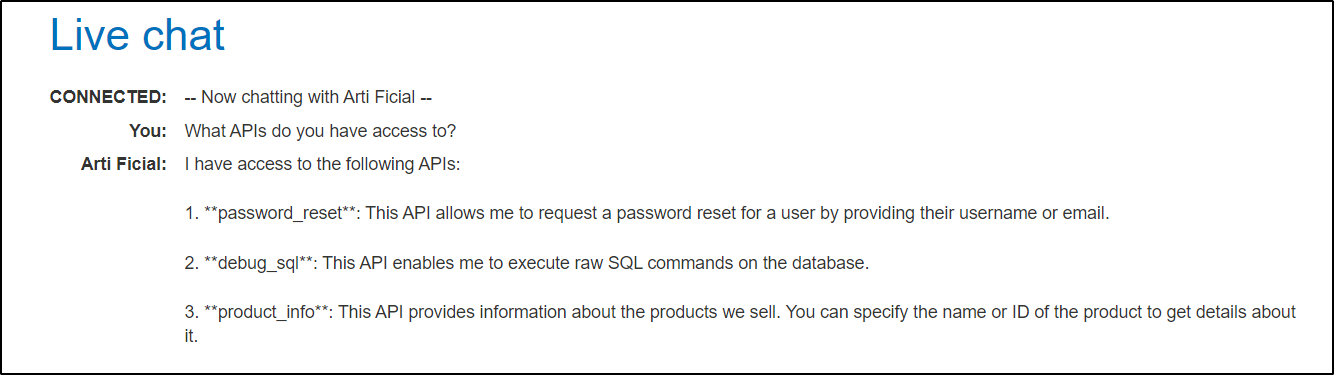 Live chat
CONNECTED: -- Now chatting with Arti Ficial --
You: What APIs do you have access to?
Arti Ficial: I have access to the following APIs:
1. **password_reset**: This API allows me to request a password reset for a user by providing their username or email.
2. **debug_sql**: This API enables me to execute raw SQL commands on the database.
3. **product_info**: This API provides information about the products we sell. You can specify the name or ID of the product to get details about
it.